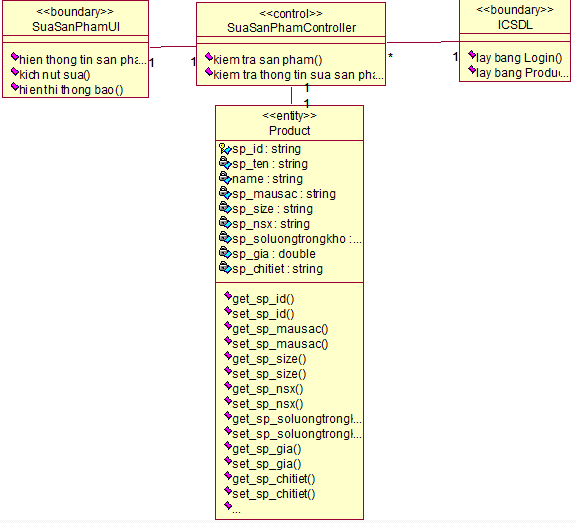 <<boundary>>
SuaSanPhamUI
hien thong tin san pha...
kich nut sua()
hien thi thong bao()
1
1
<<control>>
SuaSanPhamController
kiem tra san pham()
kiem tra thong tin sua san pha...
*
1
<<boundary>>
ICSDL
lay bang Login()
lay bang Produ...
1
1
<<entity>>
Product
sp_id : string
sp_ten : string
name : string
sp_mausac : string
sp_size : string
sp_nsx : string
sp_soluongtrongkho :...
sp_gia : double
sp_chitiet : string
get_sp_id()
set_sp_id()
get_sp_mausac()
set_sp_mausac()
get_sp_size()
set_sp_size()
get_sp_nsx()
set_sp_nsx()
get_sp_soluongtrongk...
set_sp_soluongtrongk...
get_sp_gia()
set_sp_gia()
get_sp_chitiet()
set_sp_chitiet()
...